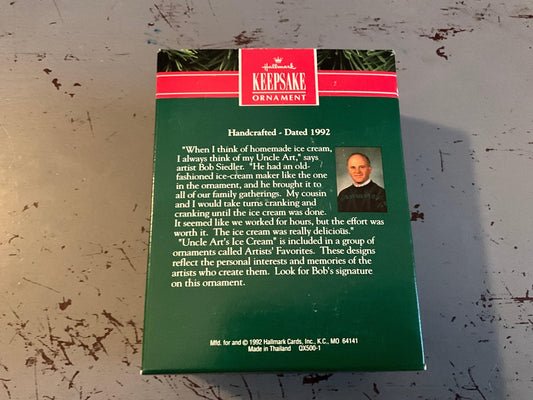 Hallmark
KEEPSAKE
ORNAMENT
Handcrafted - Dated 1992
"When I think of homemade ice cream,
I always think of my Uncle Art," says
artist Bob Siedler. "He had an old-
fashioned ice-cream maker like the one
in the ornament, and he brought it to
all of our family gatherings. My cousin
and I would take turns cranking and
cranking until the ice cream was done.
It seemed like we worked for hours, but the effort was
worth it. The ice cream was really delicious."
"Uncle Art's Ice Cream" is included in a group of
ornaments called Artists' Favorites. These designs
reflect the personal interests and memories of the
artists who create them. Look for Bob's signature
on this ornament.
Mfd. for and © 1992 Hallmark Cards, Inc., K.C., MO 64141
Made in Thailand QX500-1